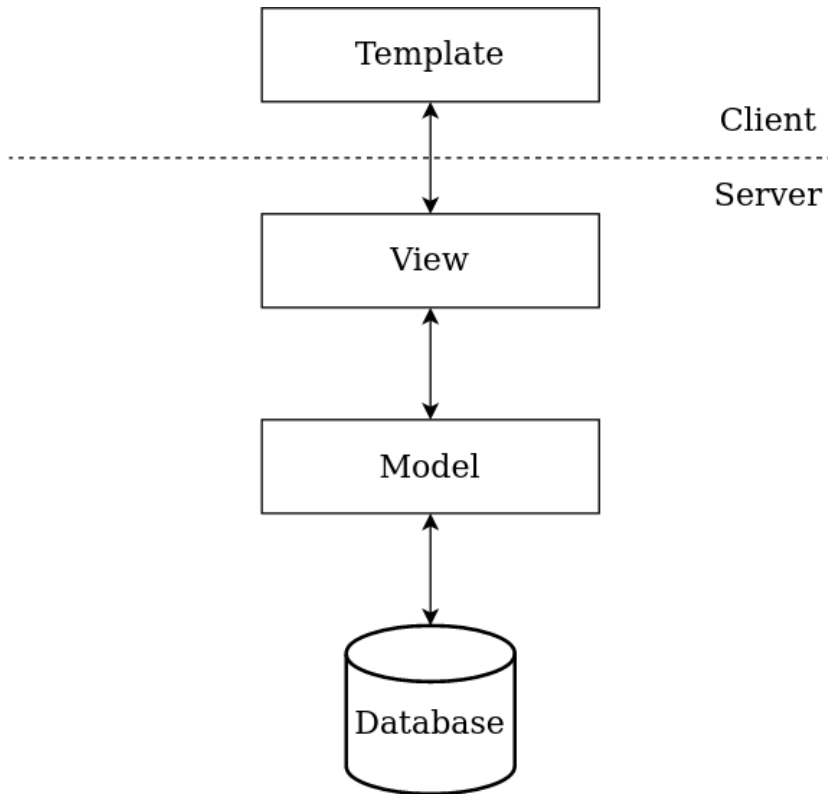 Template
Client
Server
View
Model
Database